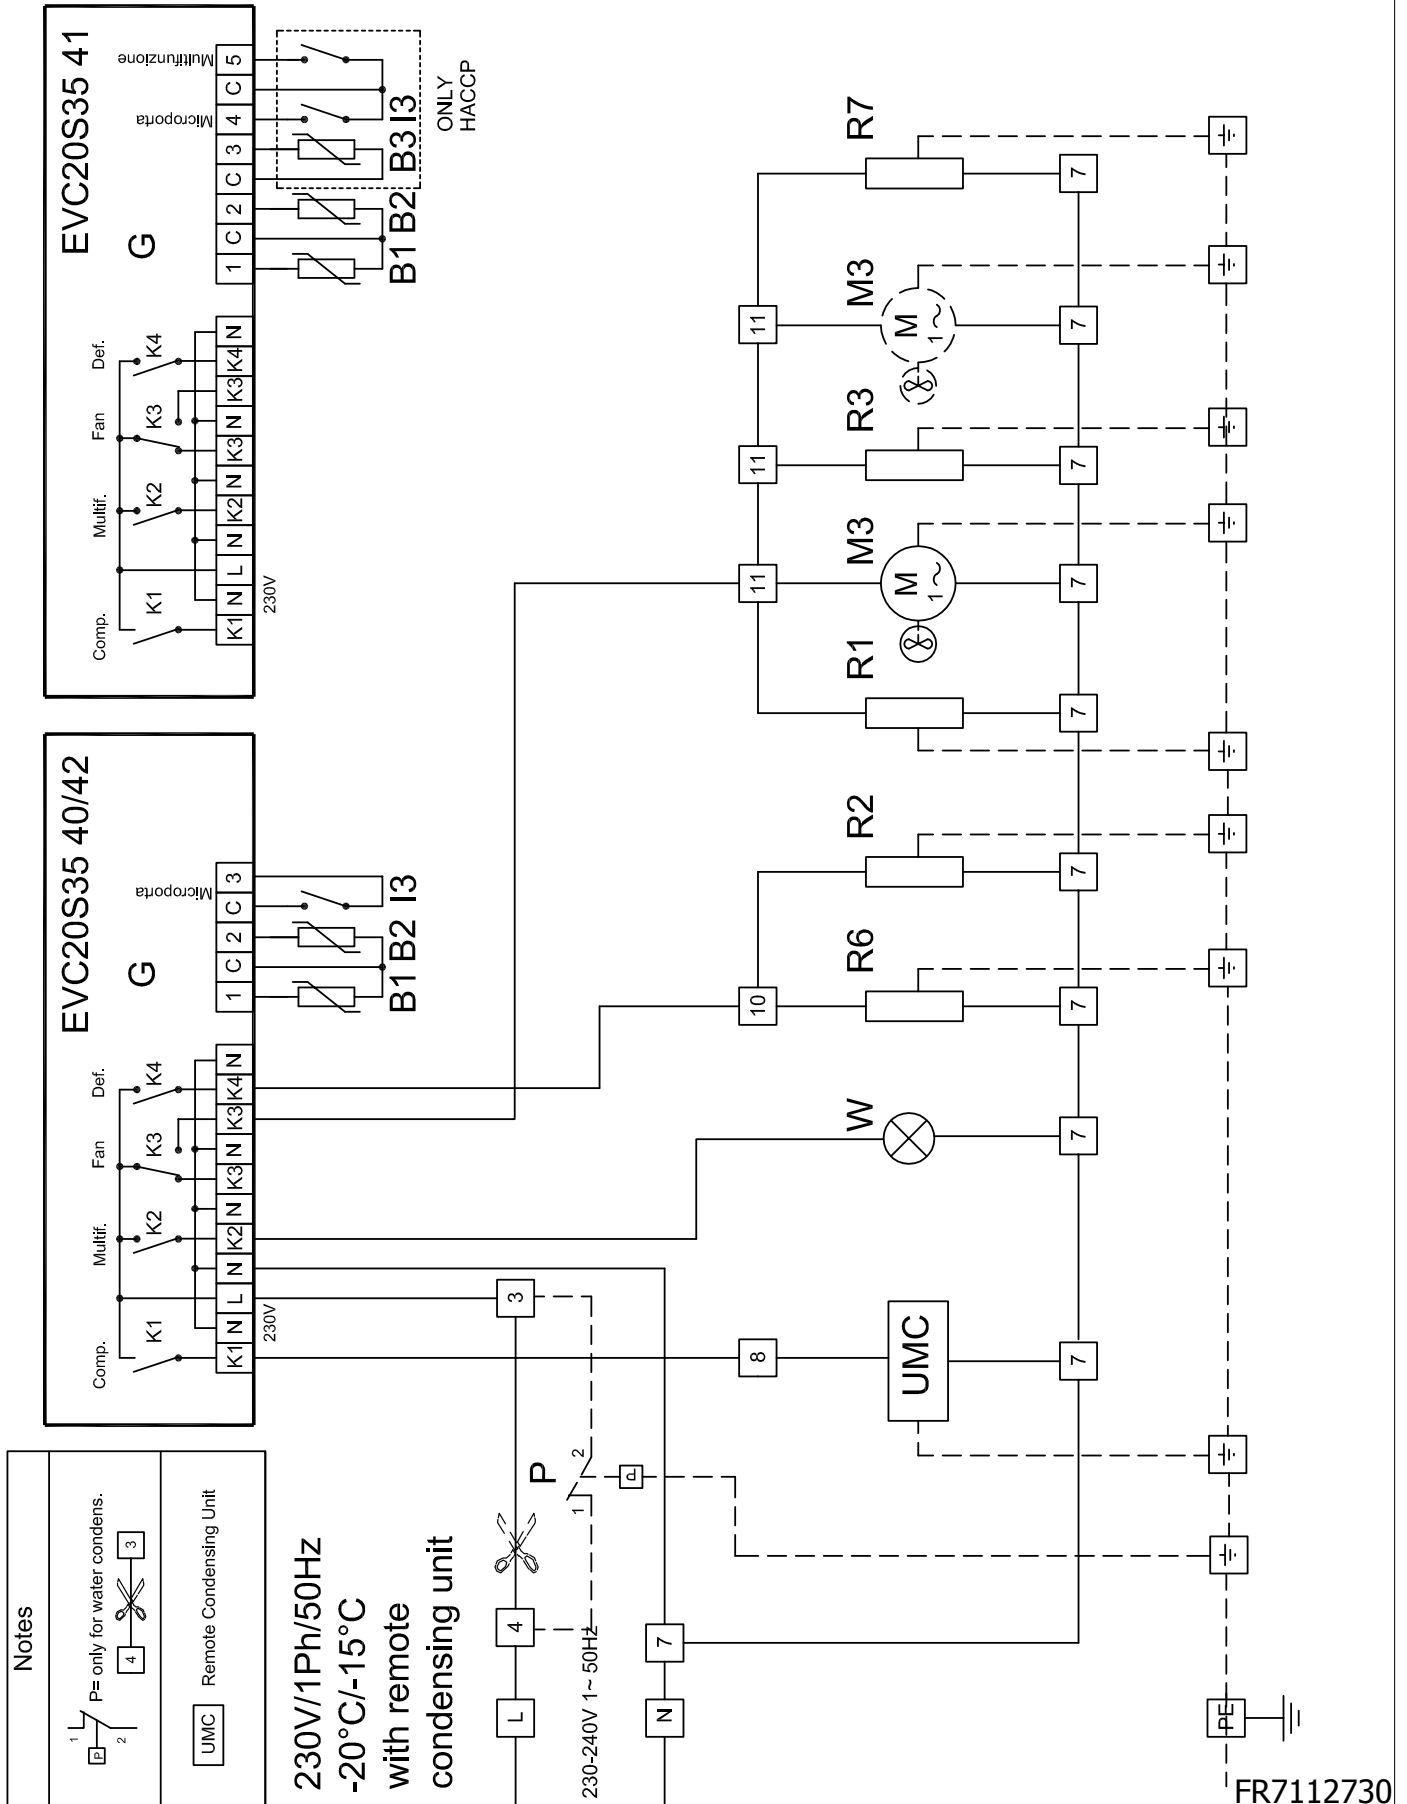 Notes
P= only for water condens.
1
2
P
4
3
UMC
Remote Condensing Unit
230V/1Ph/50Hz
-20°C/-15°C
with remote
condensing unit
EVC20S35 40/42
G
Comp.
Multif.
Fan
Def.
K1
K2
K3
K4
K1
N
L
N
K2
N
K3
N
K3
K4
N
230V
1
C
2
C
3
Microporta
B1
B2
I3
EVC20S35 41
G
Comp.
Multif.
Fan
Def.
K1
K2
K3
K4
K1
N
L
N
K2
N
K3
N
K3
K4
N
230V
1
C
2
C
3
4
C
5
Microporta
Multifunzione
B1
B2
B3
I3
ONLY
HACCP
L
4
3
230-240V 1~ 50Hz
N
7
P
1
2
P
8
10
11
11
11
UMC
W
R6
R2
R1
M3
M
1~
R3
M3
M
1~
R7
7
7
7
7
7
7
7
7
7
PE
FR7112730